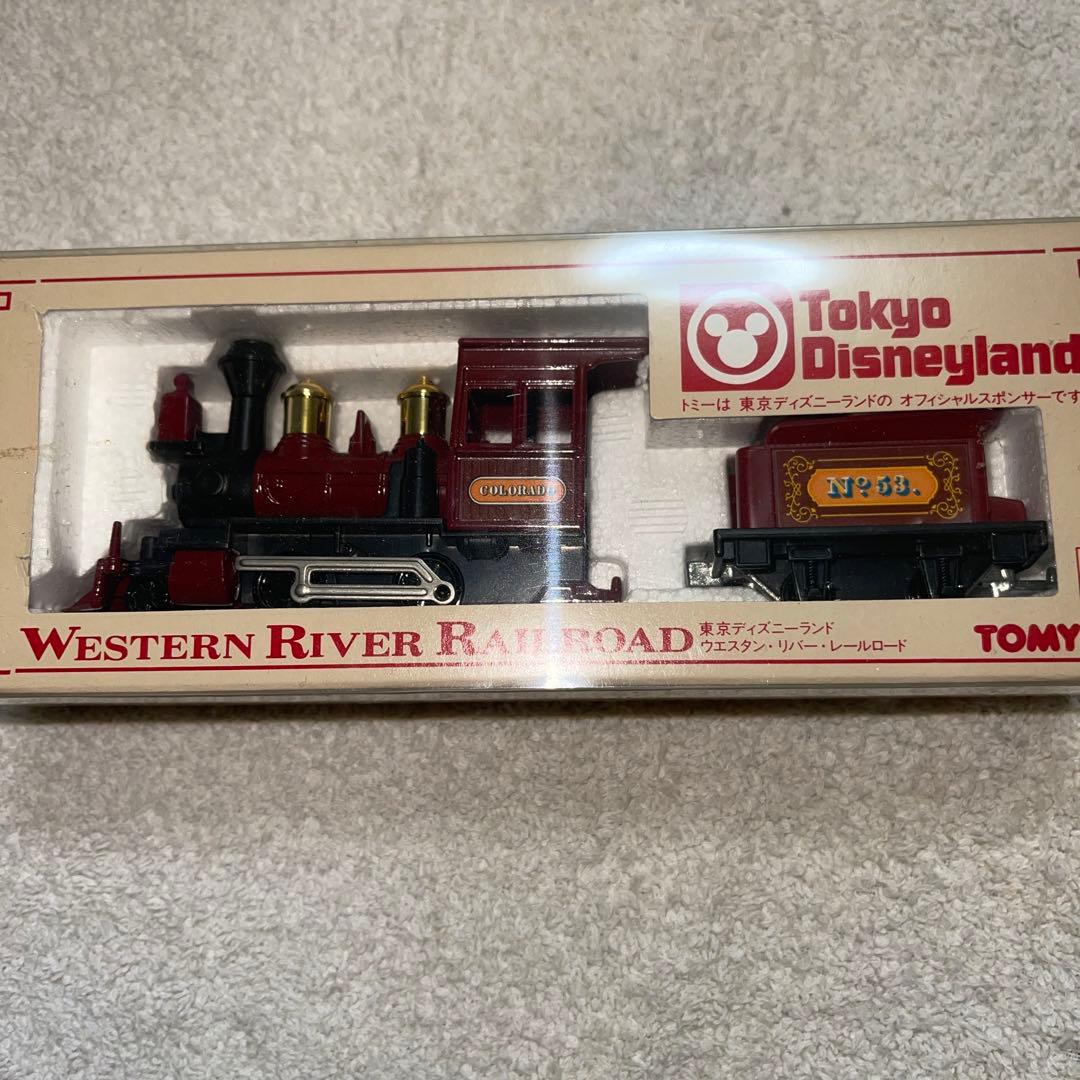 Tokyo
Disneyland
トミーは 東京ディズニーランドの オフィシャルスポンサーです
COLORADO
Nº 53.
WESTERN RIVER RAILROAD
東京ディズニーランド
ウエスタン・リバー・レールロード
TOMY